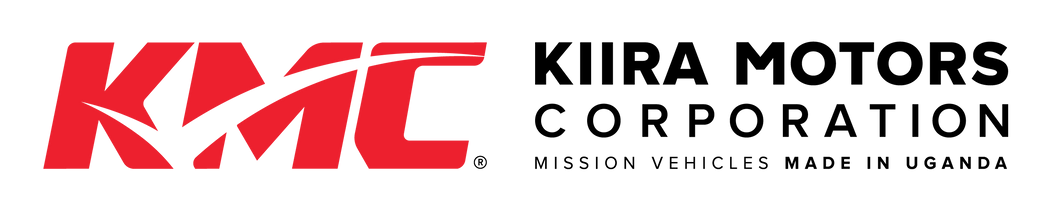 KMC®
KIIRA MOTORS
CORPORATION
MISSION VEHICLES MADE IN UGANDA